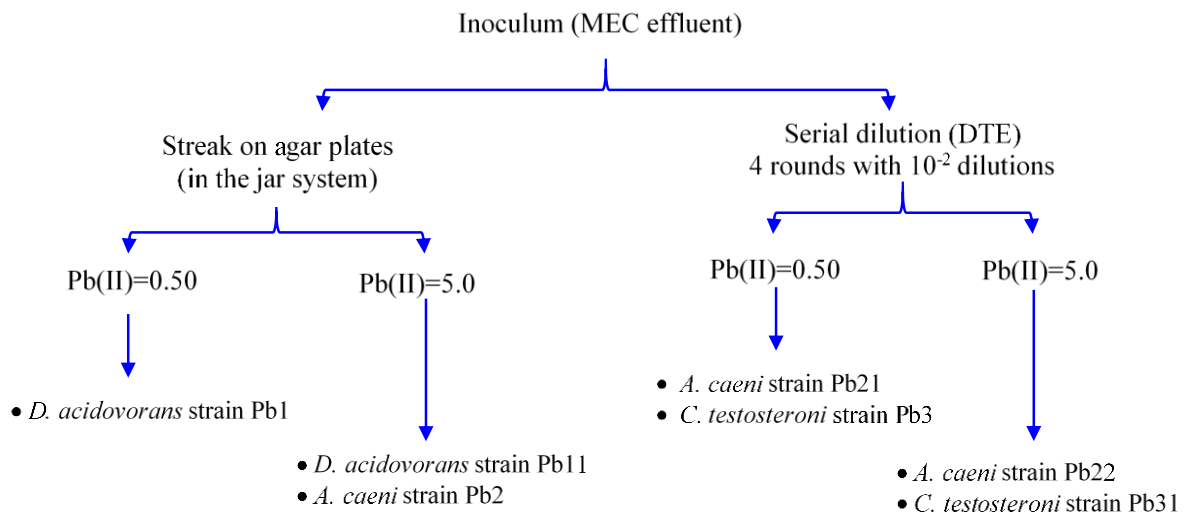 Inoculum (MEC effluent)
Streak on agar plates
(in the jar system)
Serial dilution (DTE)
4 rounds with 10⁻² dilutions
Pb(II)=0.50
Pb(II)=5.0
Pb(II)=0.50
Pb(II)=5.0
• D. acidovorans strain Pb1
• D. acidovorans strain Pb11
• A. caeni strain Pb2
• A. caeni strain Pb21
• C. testosteroni strain Pb3
• A. caeni strain Pb22
• C. testosteroni strain Pb31